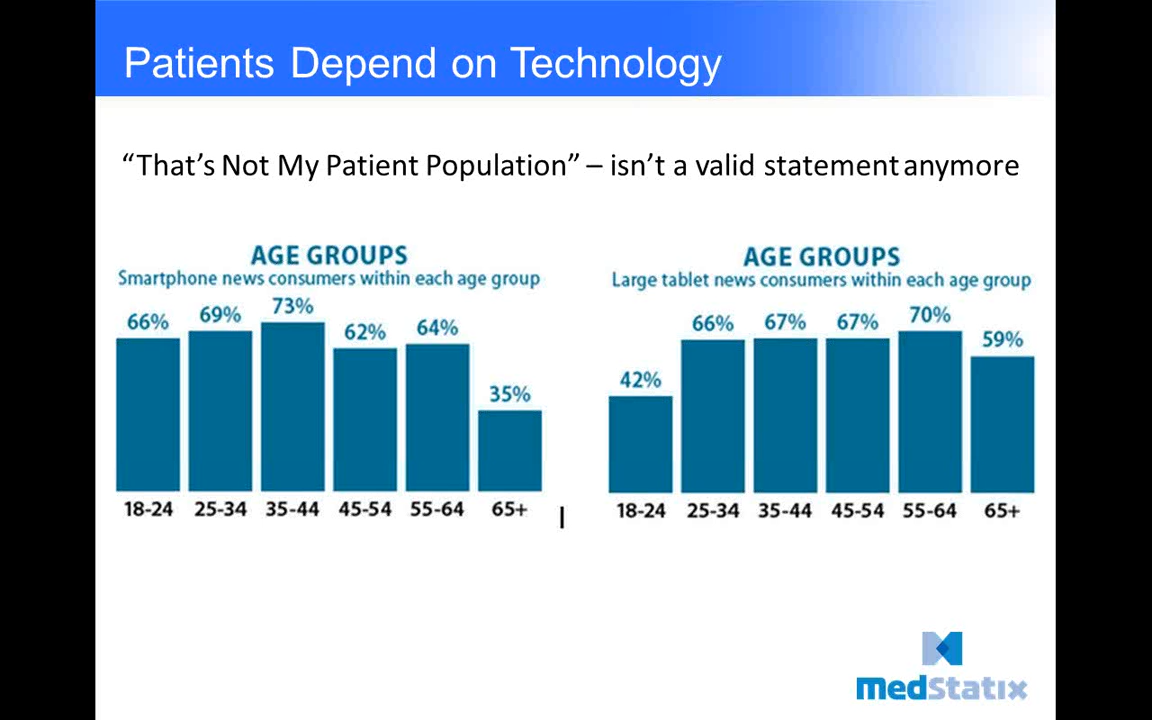 Patients Depend on Technology
“That’s Not My Patient Population” – isn’t a valid statement anymore
AGE GROUPS
Smartphone news consumers within each age group
66% 69% 73% 62% 64% 35%
18-24 25-34 35-44 45-54 55-64 65+
AGE GROUPS
Large tablet news consumers within each age group
42% 66% 67% 67% 70% 59%
18-24 25-34 35-44 45-54 55-64 65+
medstatix